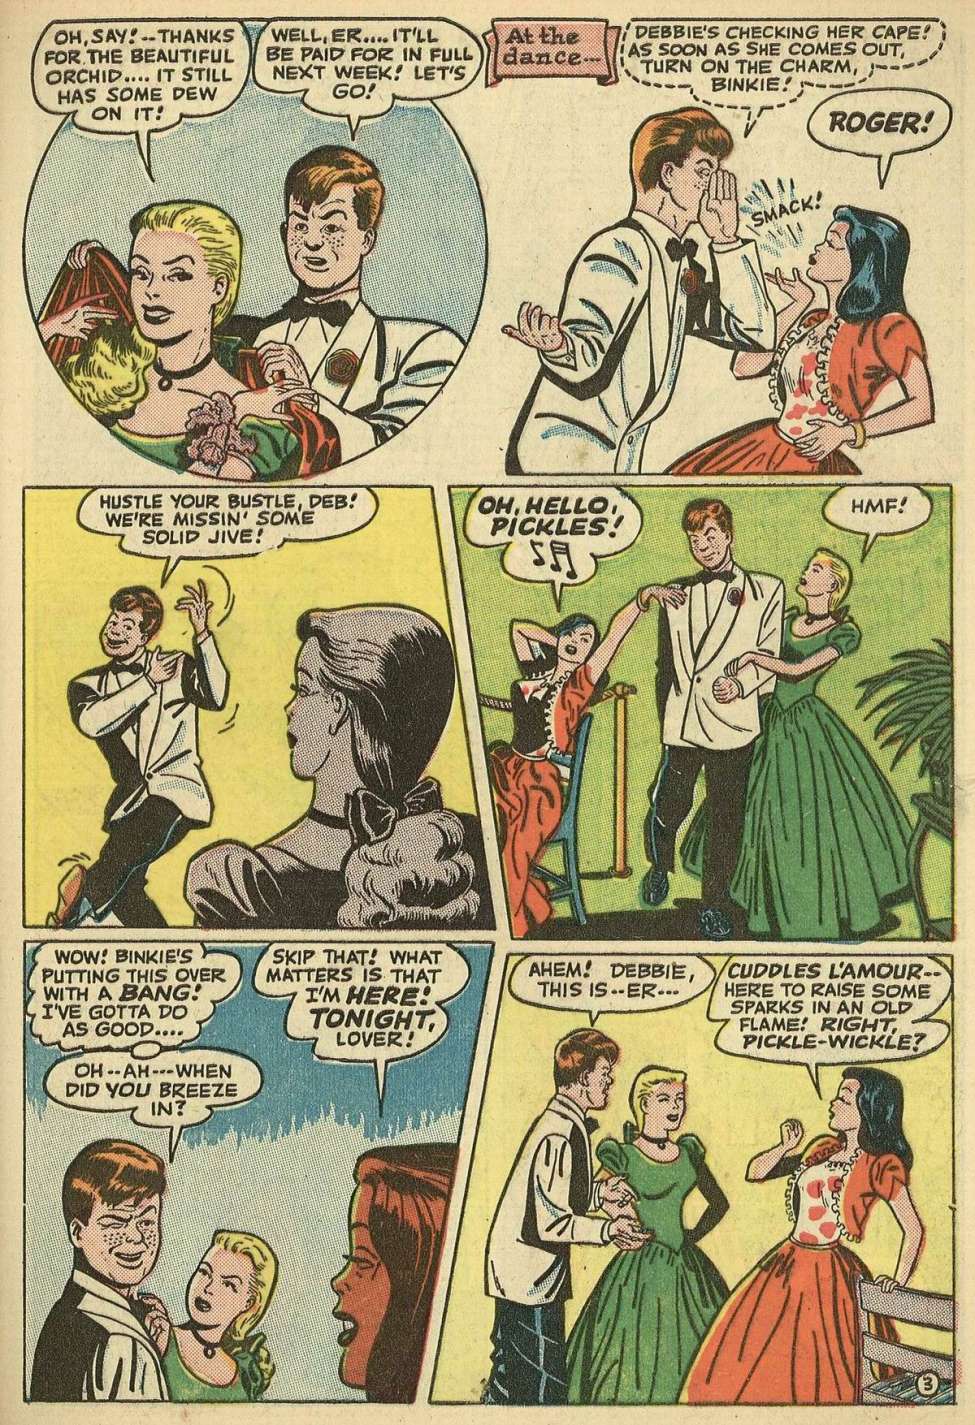 OH, SAY!--THANKS
FOR THE BEAUTIFUL
ORCHID.... IT STILL
HAS SOME DEW
ON IT!
WELL, ER.... IT'LL
BE PAID FOR IN FULL
NEXT WEEK! LET'S
GO!
At the
dance---
DEBBIE'S CHECKING HER CAPE!
AS SOON AS SHE COMES OUT,
TURN ON THE CHARM,
BINKIE!
ROGER!
SMACK!
HUSTLE YOUR BUSTLE, DEB!
WE'RE MISSIN' SOME
SOLID JIVE!
OH, HELLO,
PICKLES!
HMF!
WOW! BINKIE'S
PUTTING THIS OVER
WITH A BANG!
I'VE GOTTA DO
AS GOOD....
OH--AH---WHEN
DID YOU BREEZE
IN?
SKIP THAT! WHAT
MATTERS IS THAT
I'M HERE!
TONIGHT,
LOVER!
AHEM! DEBBIE,
THIS IS--ER---
CUDDLES L'AMOUR--
HERE TO RAISE SOME
SPARKS IN AN OLD
FLAME! RIGHT,
PICKLE-WICKLE?
3